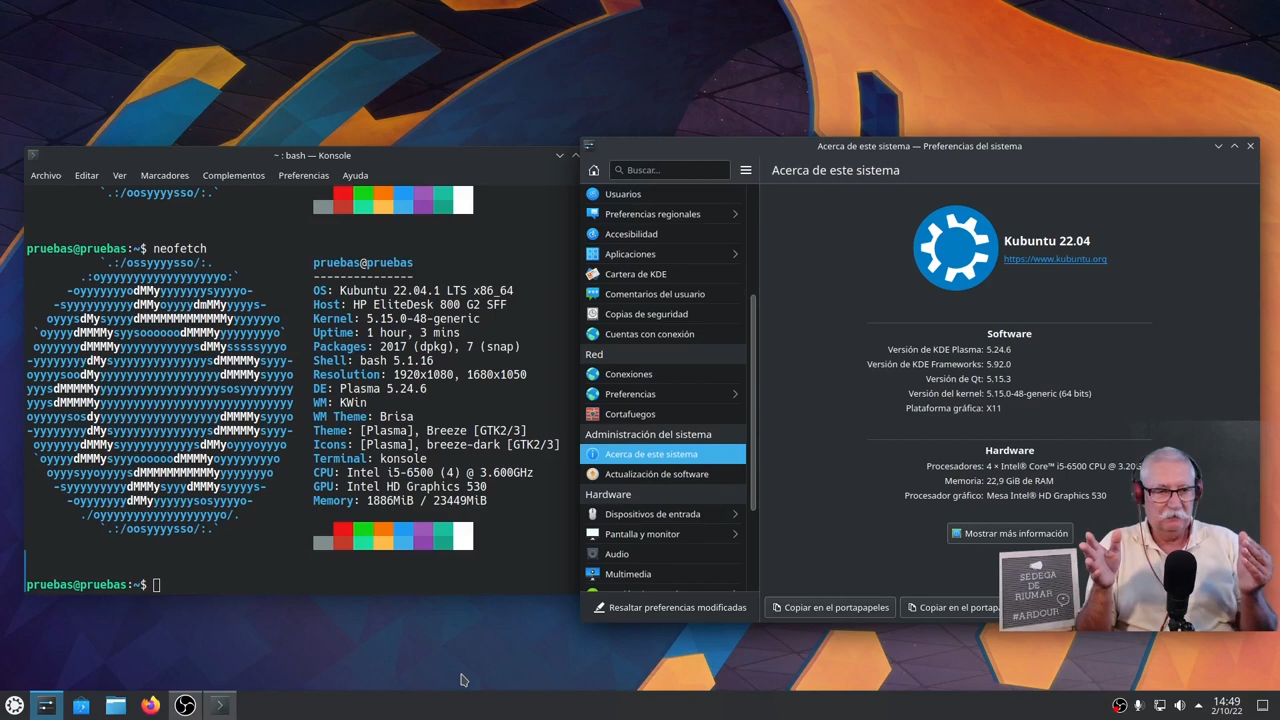 ~ : bash — Konsole
Archivo Editar Ver Marcadores Complementos Preferencias Ayuda
`.:/oosyyyysso/:.`
pruebas@pruebas:~$ neofetch
pruebas@pruebas
---------------
OS: Kubuntu 22.04.1 LTS x86_64
Host: HP EliteDesk 800 G2 SFF
Kernel: 5.15.0-48-generic
Uptime: 1 hour, 3 mins
Packages: 2017 (dpkg), 7 (snap)
Shell: bash 5.1.16
Resolution: 1920x1080, 1680x1050
DE: Plasma 5.24.6
WM: KWin
WM Theme: Brisa
Theme: [Plasma], Breeze [GTK2/3]
Icons: [Plasma], breeze-dark [GTK2/3]
Terminal: konsole
CPU: Intel i5-6500 (4) @ 3.600GHz
GPU: Intel HD Graphics 530
Memory: 1886MiB / 23449MiB
pruebas@pruebas:~$
Acerca de este sistema — Preferencias del sistema
Buscar...
Usuarios
Preferencias regionales
Accesibilidad
Aplicaciones
Cartera de KDE
Comentarios del usuario
Copias de seguridad
Cuentas con conexión
Red
Conexiones
Preferencias
Cortafuegos
Administración del sistema
Acerca de este sistema
Actualización de software
Hardware
Dispositivos de entrada
Pantalla y monitor
Audio
Multimedia
Resaltar preferencias modificadas
Acerca de este sistema
Kubuntu 22.04
https://www.kubuntu.org
Software
Versión de KDE Plasma: 5.24.6
Versión de KDE Frameworks: 5.92.0
Versión de Qt: 5.15.3
Versión del kernel: 5.15.0-48-generic (64 bits)
Plataforma gráfica: X11
Hardware
Procesadores: 4 × Intel® Core™ i5-6500 CPU @ 3.20
Memoria: 22,9 GiB de RAM
Procesador gráfico: Mesa Intel® HD Graphics 530
Mostrar más información
Copiar en el portapapeles
Copiar en el portapa
SEDEGA
DE
RIUMAR
#ARDOUR
14:49
2/10/22